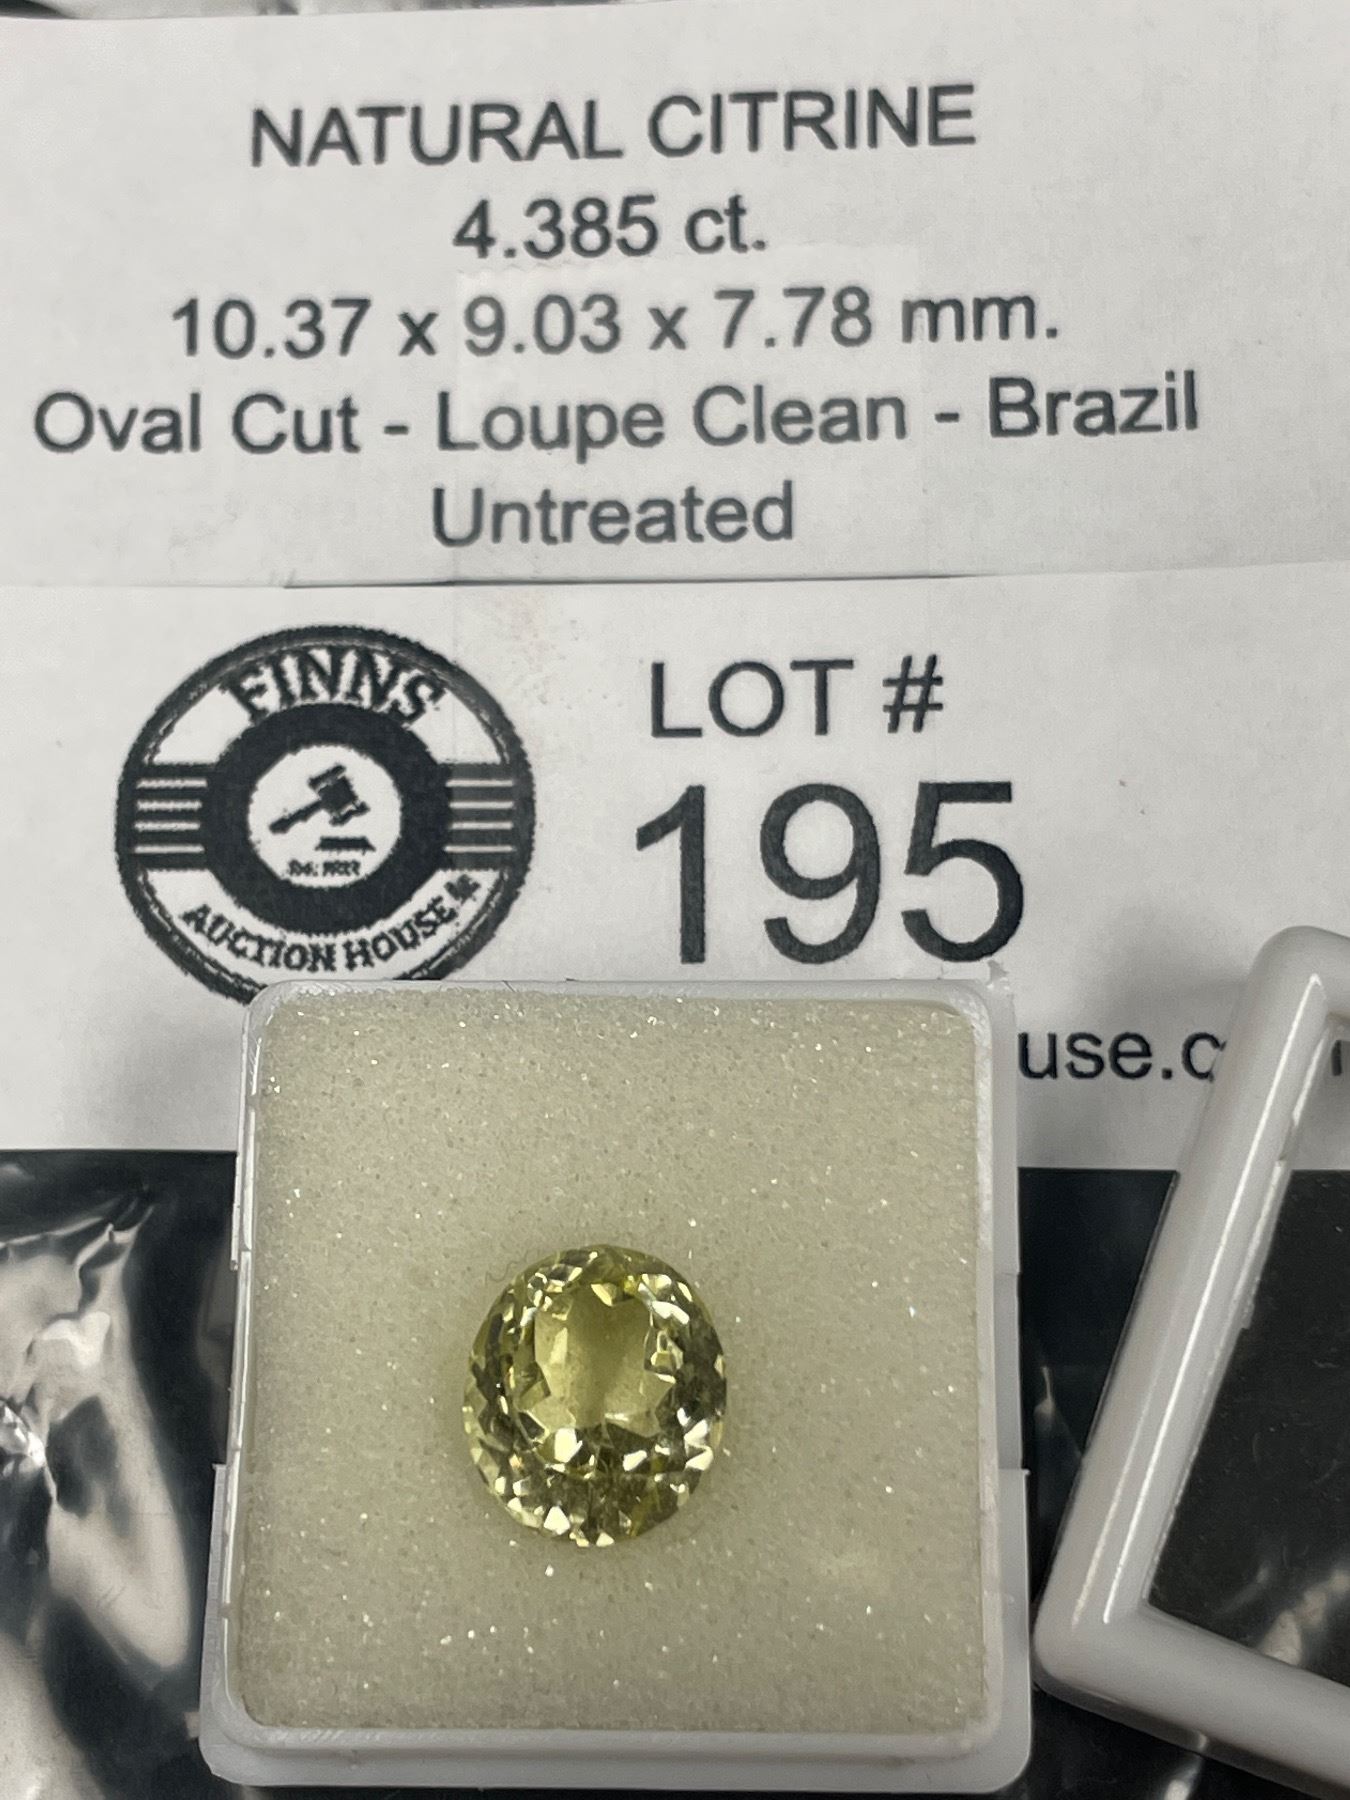 NATURAL CITRINE
4.385 ct.
10.37 x 9.03 x 7.78 mm.
Oval Cut - Loupe Clean - Brazil
Untreated
FINNS
AUCTION HOUSE
LOT #
195
use.c